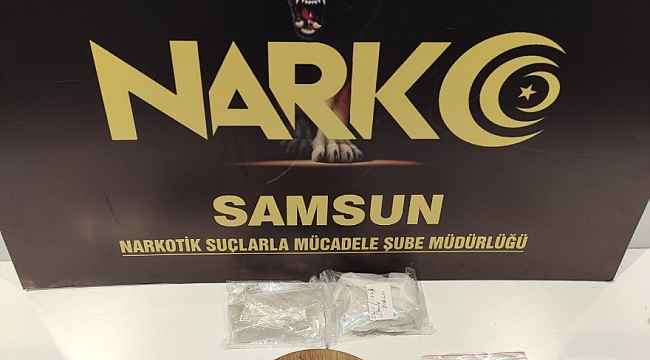 NARKO
SAMSUN
NARKOTİK SUÇLARLA MÜCADELE ŞUBE MÜDÜRLÜĞÜ